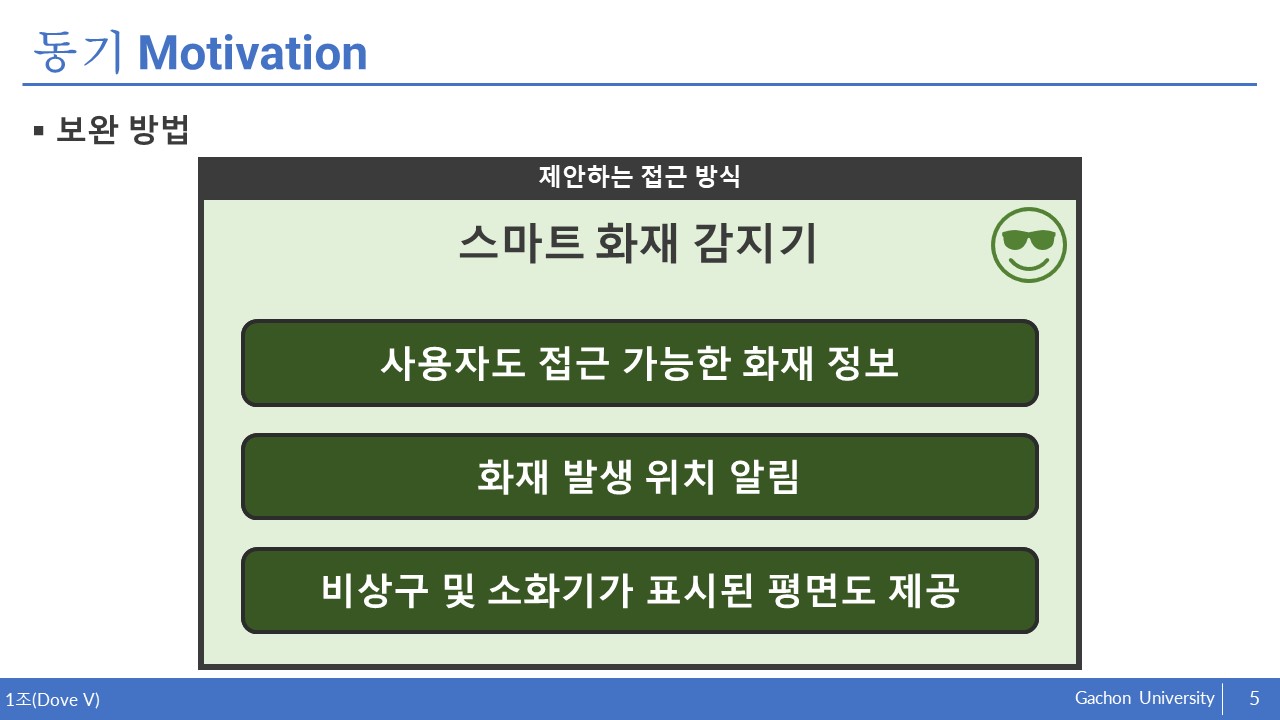 동기 Motivation
▪ 보완 방법
제안하는 접근 방식
스마트 화재 감지기
사용자도 접근 가능한 화재 정보
화재 발생 위치 알림
비상구 및 소화기가 표시된 평면도 제공
1조(Dove V)
Gachon University
5